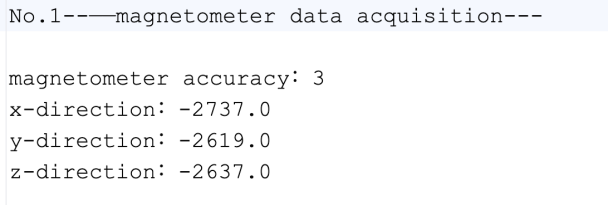 No.1--——magnetometer data acquisition---
magnetometer accuracy: 3
x-direction: -2737.0
y-direction: -2619.0
z-direction: -2637.0